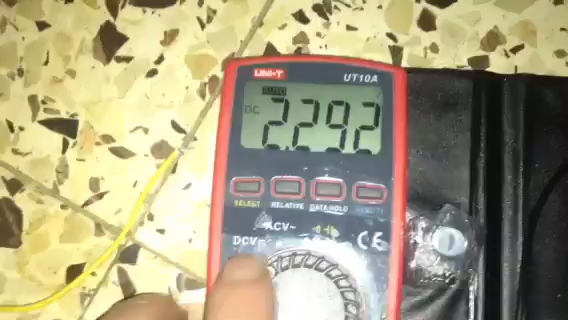 UNI-T
UT10A
AUTO
DC
2.292
SELECT RELATIVE DATA HOLD
ACV~
DCV
CE